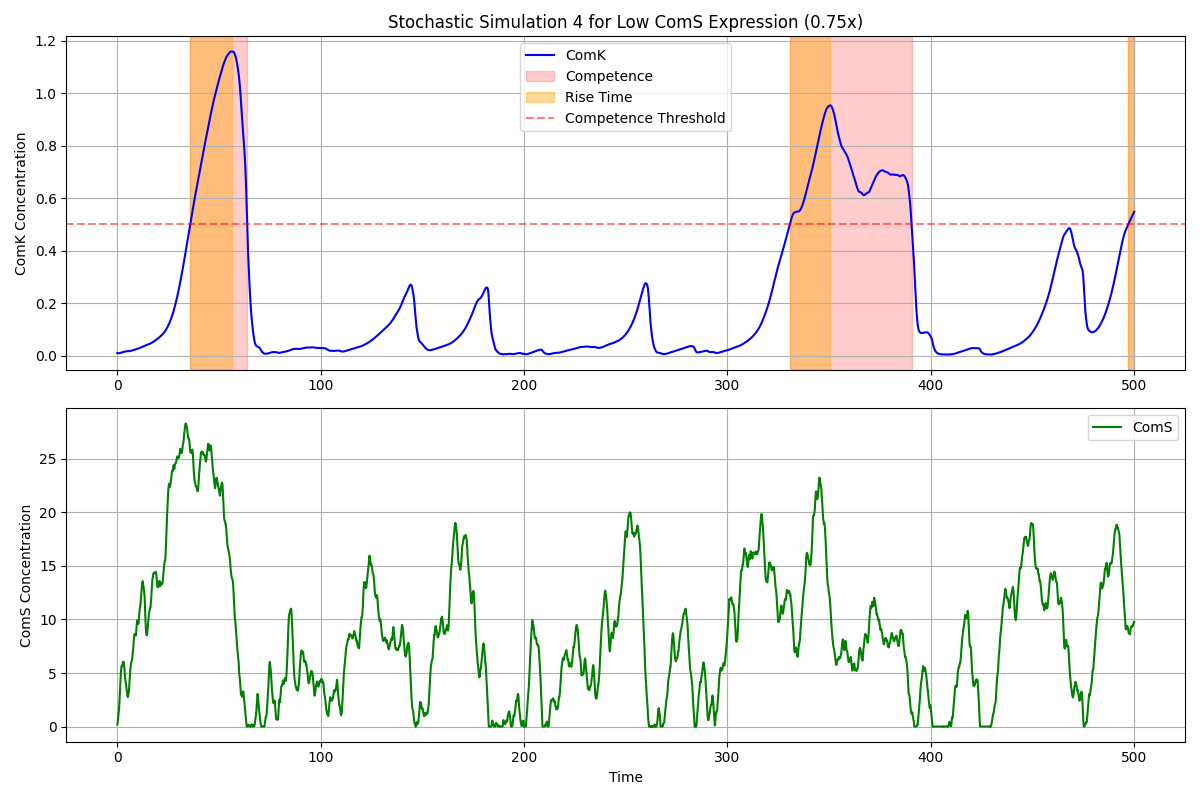 Stochastic Simulation 4 for Low ComS Expression (0.75x)
ComK Concentration
1.2
1.0
0.8
0.6
0.4
0.2
0.0
ComK
Competence
Rise Time
Competence Threshold
0 100 200 300 400 500
ComS Concentration
25
20
15
10
5
0
ComS
0 100 200 300 400 500
Time